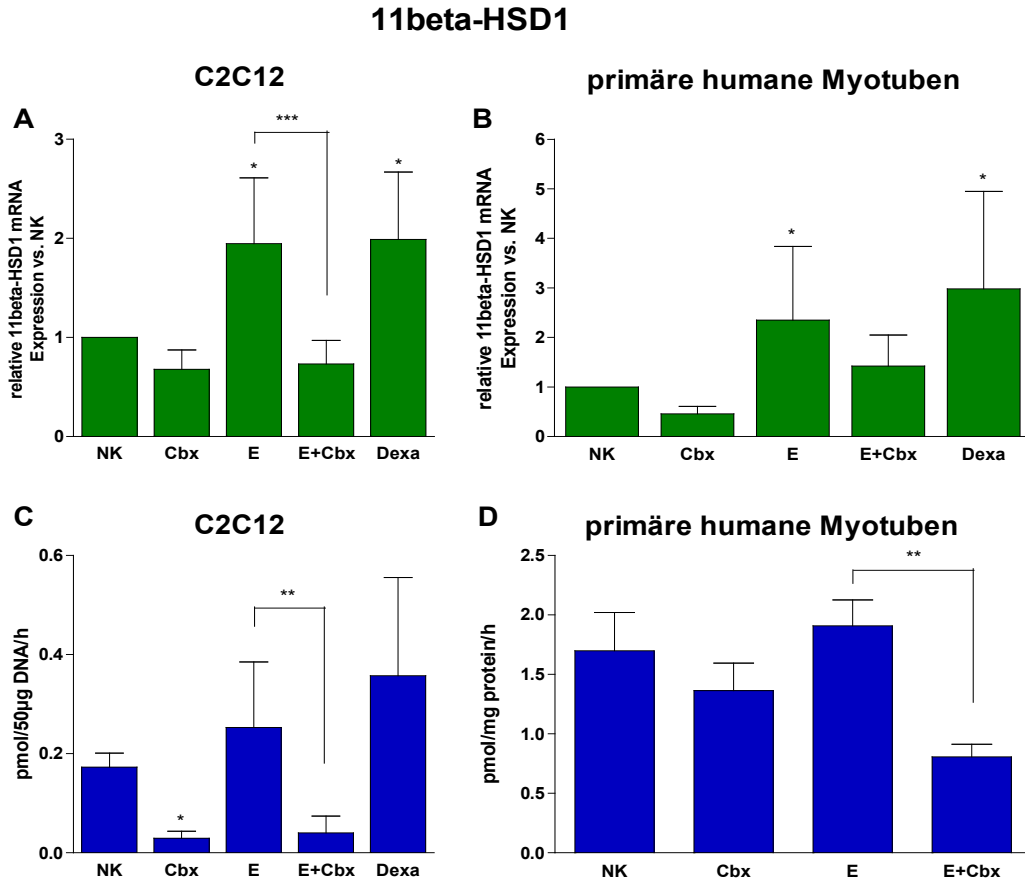 11beta-HSD1
C2C12
primäre humane Myotuben
A
relative 11beta-HSD1 mRNA
Expression vs. NK
3
2
1
0
***
*
*
NK Cbx E E+Cbx Dexa
B
relative 11beta-HSD1 mRNA
Expression vs. NK
6
5
4
3
2
1
0
*
*
NK Cbx E E+Cbx Dexa
C
C2C12
pmol/50µg DNA/h
0.6
0.4
0.2
0.0
**
*
NK Cbx E E+Cbx Dexa
D
primäre humane Myotuben
pmol/mg protein/h
2.5
2.0
1.5
1.0
0.5
0.0
**
NK Cbx E E+Cbx